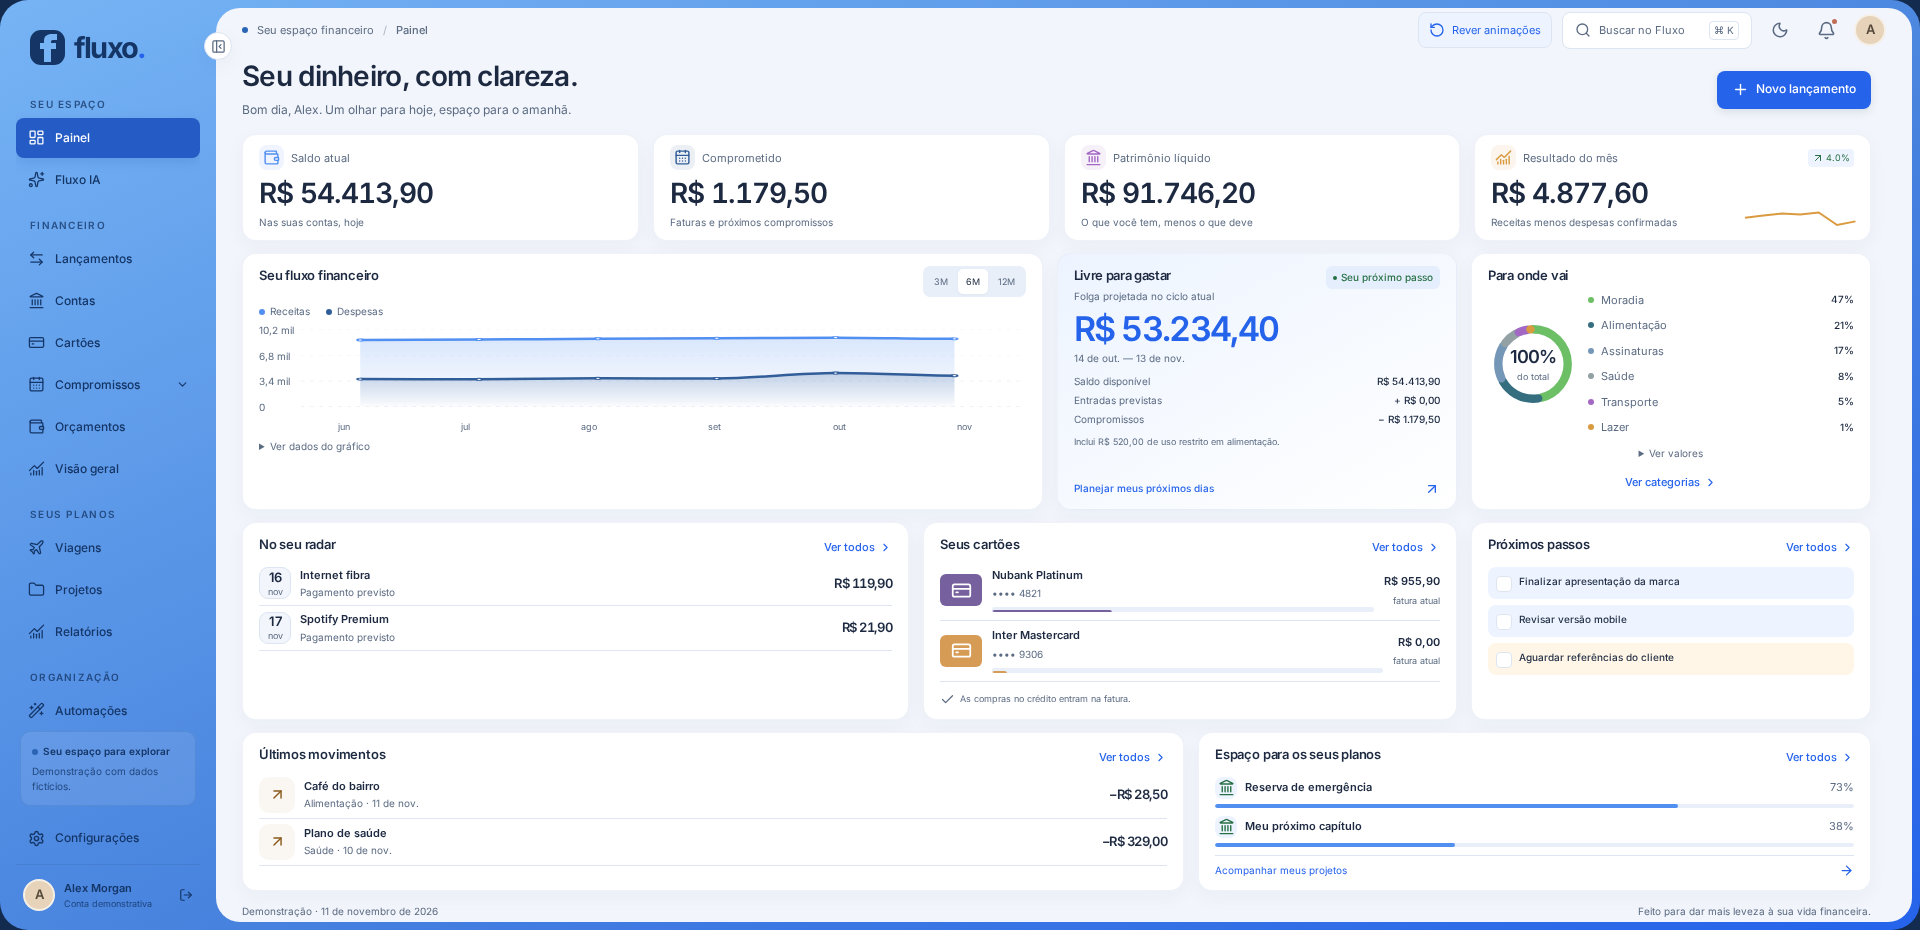 fluxo.
SEU ESPAÇO
Painel
Fluxo IA
FINANCEIRO
Lançamentos
Contas
Cartões
Compromissos
Orçamentos
Visão geral
SEUS PLANOS
Viagens
Projetos
Relatórios
ORGANIZAÇÃO
Automações
Seu espaço para explorar
Demonstração com dados
fictícios.
Configurações
A
Alex Morgan
Conta demonstrativa
Seu espaço financeiro / Painel
Rever animações
Buscar no Fluxo ⌘ K
A
Seu dinheiro, com clareza.
Bom dia, Alex. Um olhar para hoje, espaço para o amanhã.
Novo lançamento
Saldo atual
R$ 54.413,90
Nas suas contas, hoje
Comprometido
R$ 1.179,50
Faturas e próximos compromissos
Patrimônio líquido
R$ 91.746,20
O que você tem, menos o que deve
Resultado do mês
4.0%
R$ 4.877,60
Receitas menos despesas confirmadas
Seu fluxo financeiro
3M 6M 12M
Receitas Despesas
10,2 mil
6,8 mil
3,4 mil
0
jun jul ago set out nov
Ver dados do gráfico
Livre para gastar
Seu próximo passo
Folga projetada no ciclo atual
R$ 53.234,40
14 de out. — 13 de nov.
Saldo disponível R$ 54.413,90
Entradas previstas + R$ 0,00
Compromissos − R$ 1.179,50
Inclui R$ 520,00 de uso restrito em alimentação.
Planejar meus próximos dias
Para onde vai
100%
do total
Moradia 47%
Alimentação 21%
Assinaturas 17%
Saúde 8%
Transporte 5%
Lazer 1%
Ver valores
Ver categorias
No seu radar
Ver todos
16 nov
Internet fibra
Pagamento previsto
R$ 119,90
17 nov
Spotify Premium
Pagamento previsto
R$ 21,90
Seus cartões
Ver todos
Nubank Platinum
•••• 4821
R$ 955,90
fatura atual
Inter Mastercard
•••• 9306
R$ 0,00
fatura atual
As compras no crédito entram na fatura.
Próximos passos
Ver todos
Finalizar apresentação da marca
Revisar versão mobile
Aguardar referências do cliente
Últimos movimentos
Ver todos
Café do bairro
Alimentação · 11 de nov.
−R$ 28,50
Plano de saúde
Saúde · 10 de nov.
−R$ 329,00
Espaço para os seus planos
Ver todos
Reserva de emergência 73%
Meu próximo capítulo 38%
Acompanhar meus projetos
Demonstração · 11 de novembro de 2026
Feito para dar mais leveza à sua vida financeira.